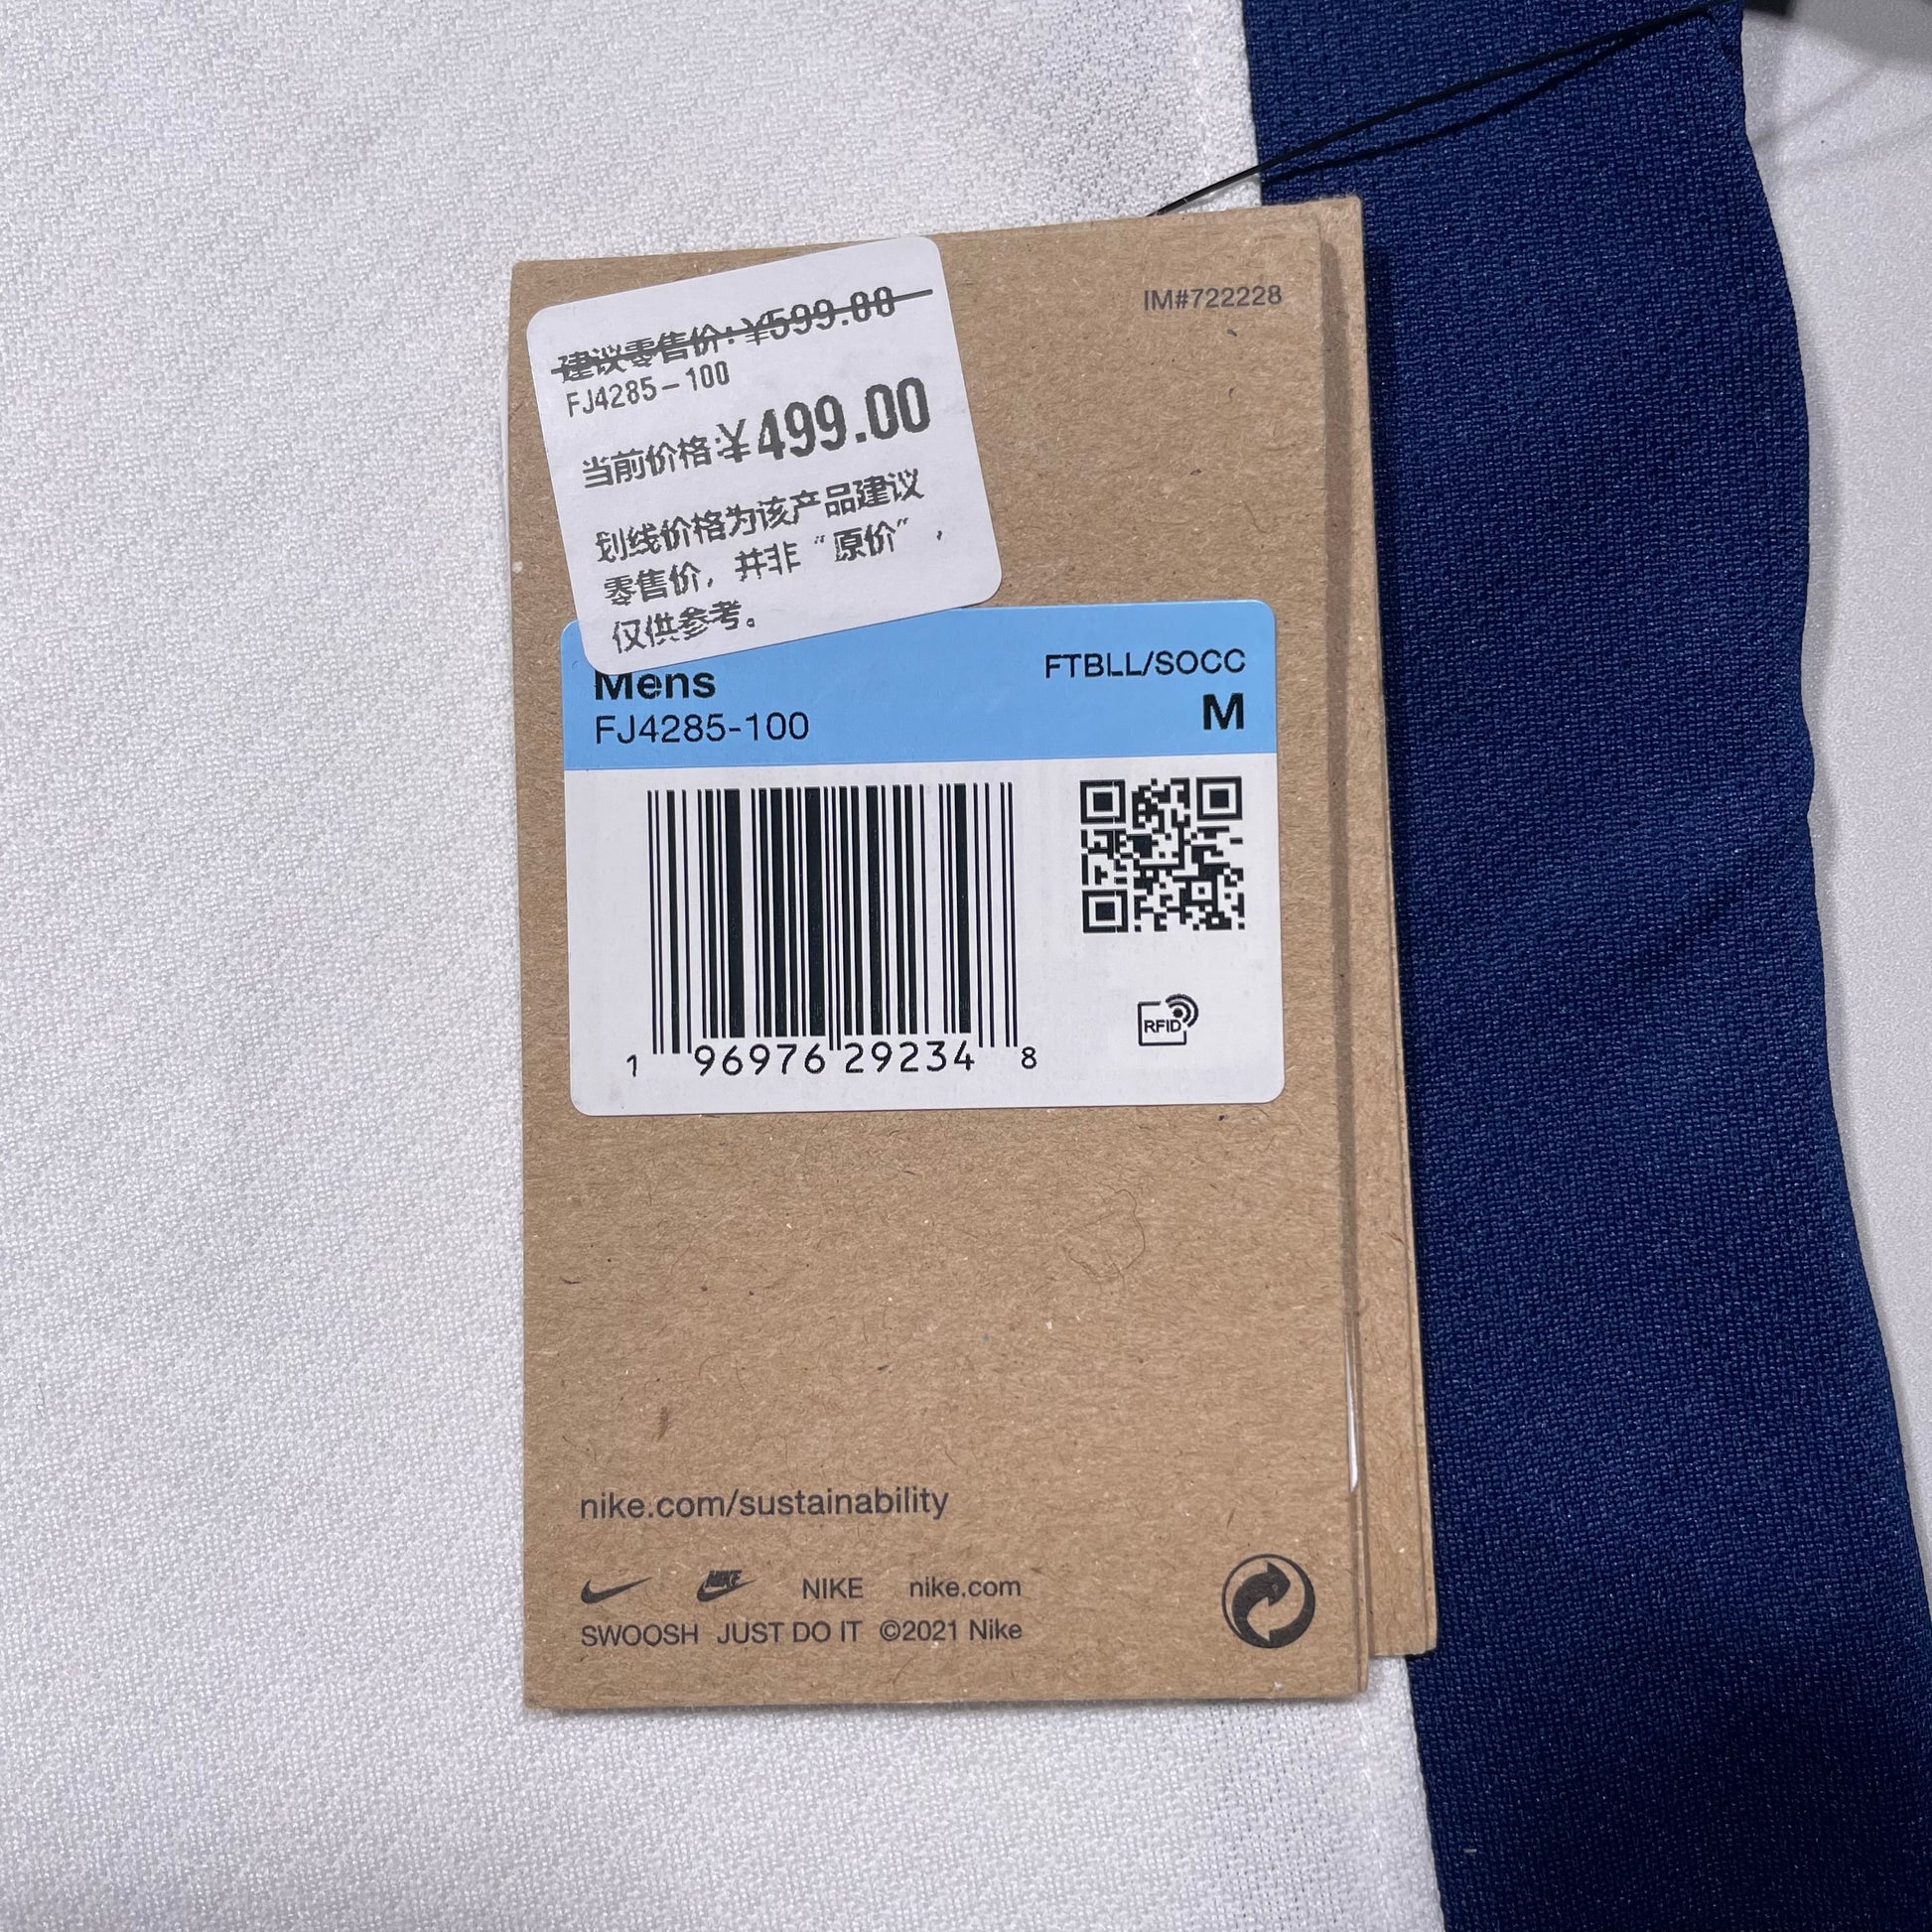 IM#722228
建议零售价:¥599.00
FJ4285-100
当前价格:¥499.00
划线价格为该产品建议
零售价，并非“原价”，
仅供参考。
Mens
FTBLL/SOCC
FJ4285-100
M
1 96976 29234 8
RFID
nike.com/sustainability
NIKE NIKE nike.com
SWOOSH JUST DO IT ©2021 Nike